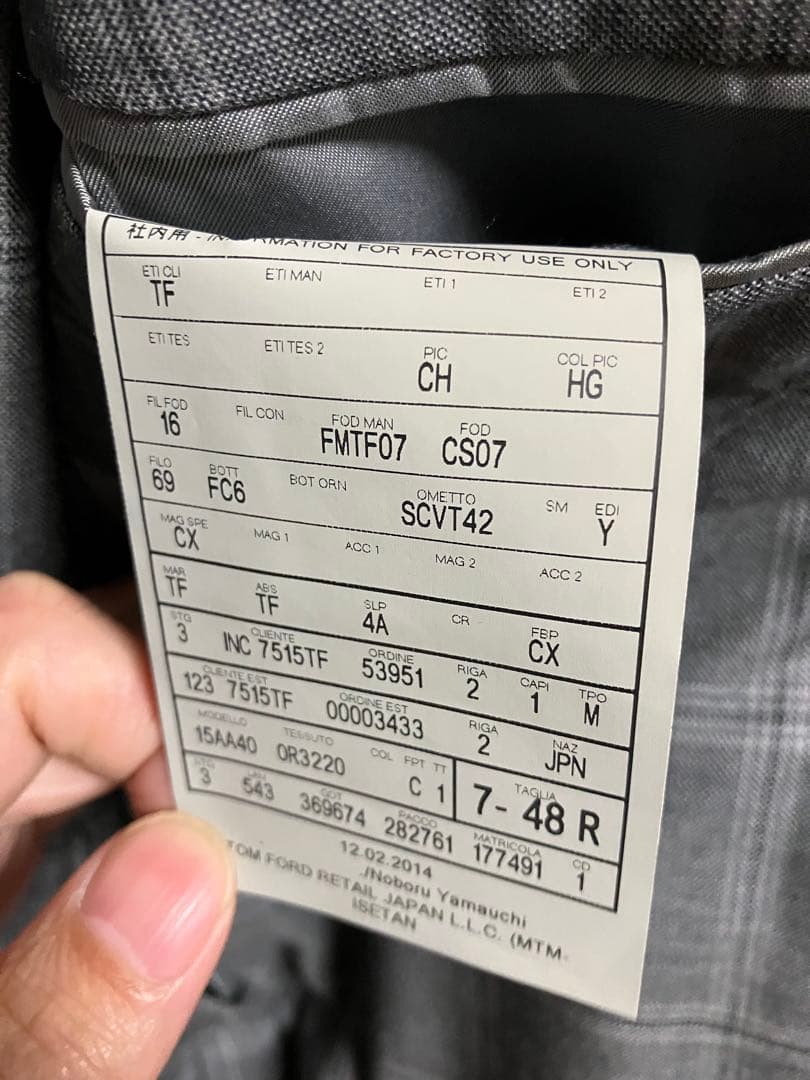 社内用 - INFORMATION FOR FACTORY USE ONLY
ETI CLI ETI MAN ETI 1 ETI 2
TF
ETI TES ETI TES 2 PIC COL PIC
CH HG
FIL FOD FIL CON FOD MAN FOD
16 FMTF07 CS07
FILO BOTT BOT ORN OMETTO SM EDI
69 FC6 SCVT42 Y
MAG SPE MAG 1 ACC 1 MAG 2 ACC 2
CX
MAR ABS SLP CR FBP
TF TF 4A CX
STG CLIENTE ORDINE RIGA CAPI TPO
3 INC 7515TF 53951 2 1 M
CLIENTE EST ORDINE EST RIGA NAZ
123 7515TF 00003433 2 JPN
MODELLO TESSUTO COL FPT TT TAGLIA
15AA40 0R3220 C 1 7- 48 R
STG GOT PACCO MATRICOLA CD
3 543 369674 282761 177491 1
12.02.2014
./Noboru Yamauchi
TOM FORD RETAIL JAPAN L.L.C. (MTM-
ISETAN